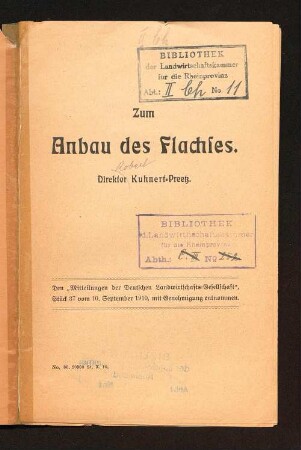 BIBLIOTHEK
der Landwirtschaftskammer
für die Rheinprovinz
Abt.: II No. 11
Zum
Anbau des Flachses.
Robert
Direktor Kuhnert-Preetz.
BIBLIOTHEK
d. Landwirtschaftskammer
für die Rheinprovinz
Abth.: No
Den „Mitteilungen der Deutschen Landwirtschafts-Gesellschaft“,
Stück 37 vom 10. September 1910, mit Genehmigung entnommen.